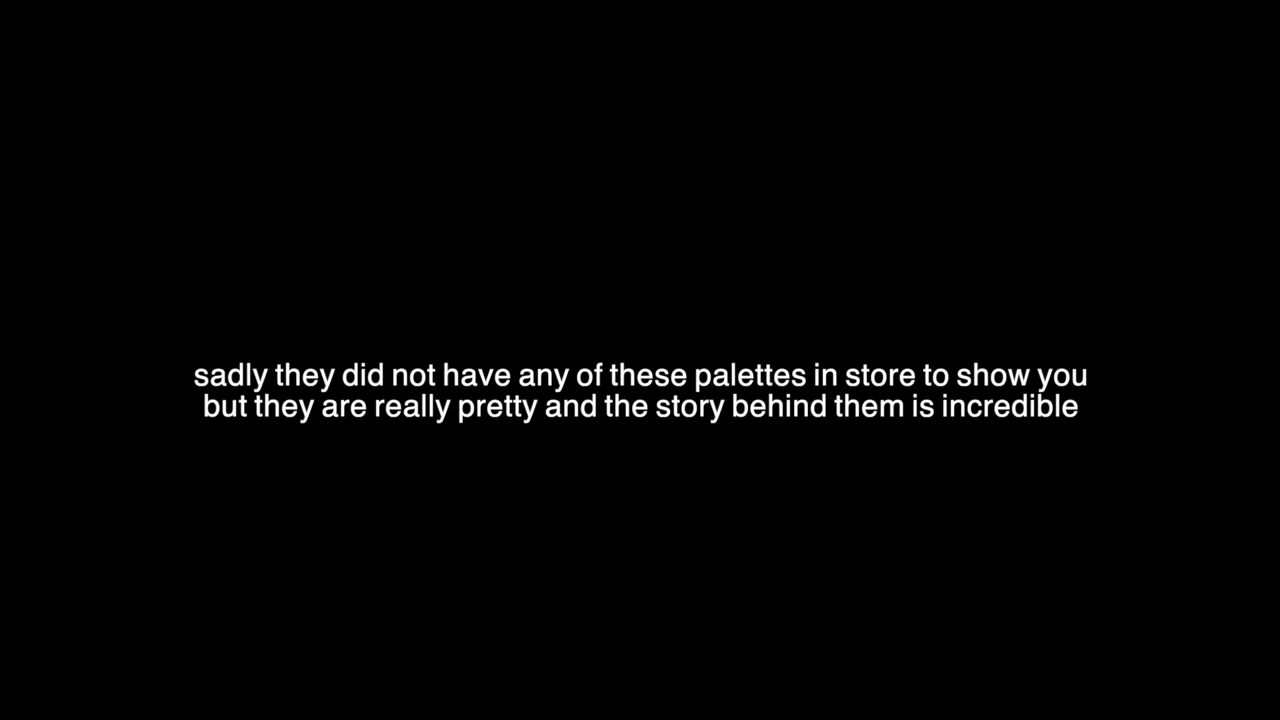 sadly they did not have any of these palettes in store to show you
but they are really pretty and the story behind them is incredible